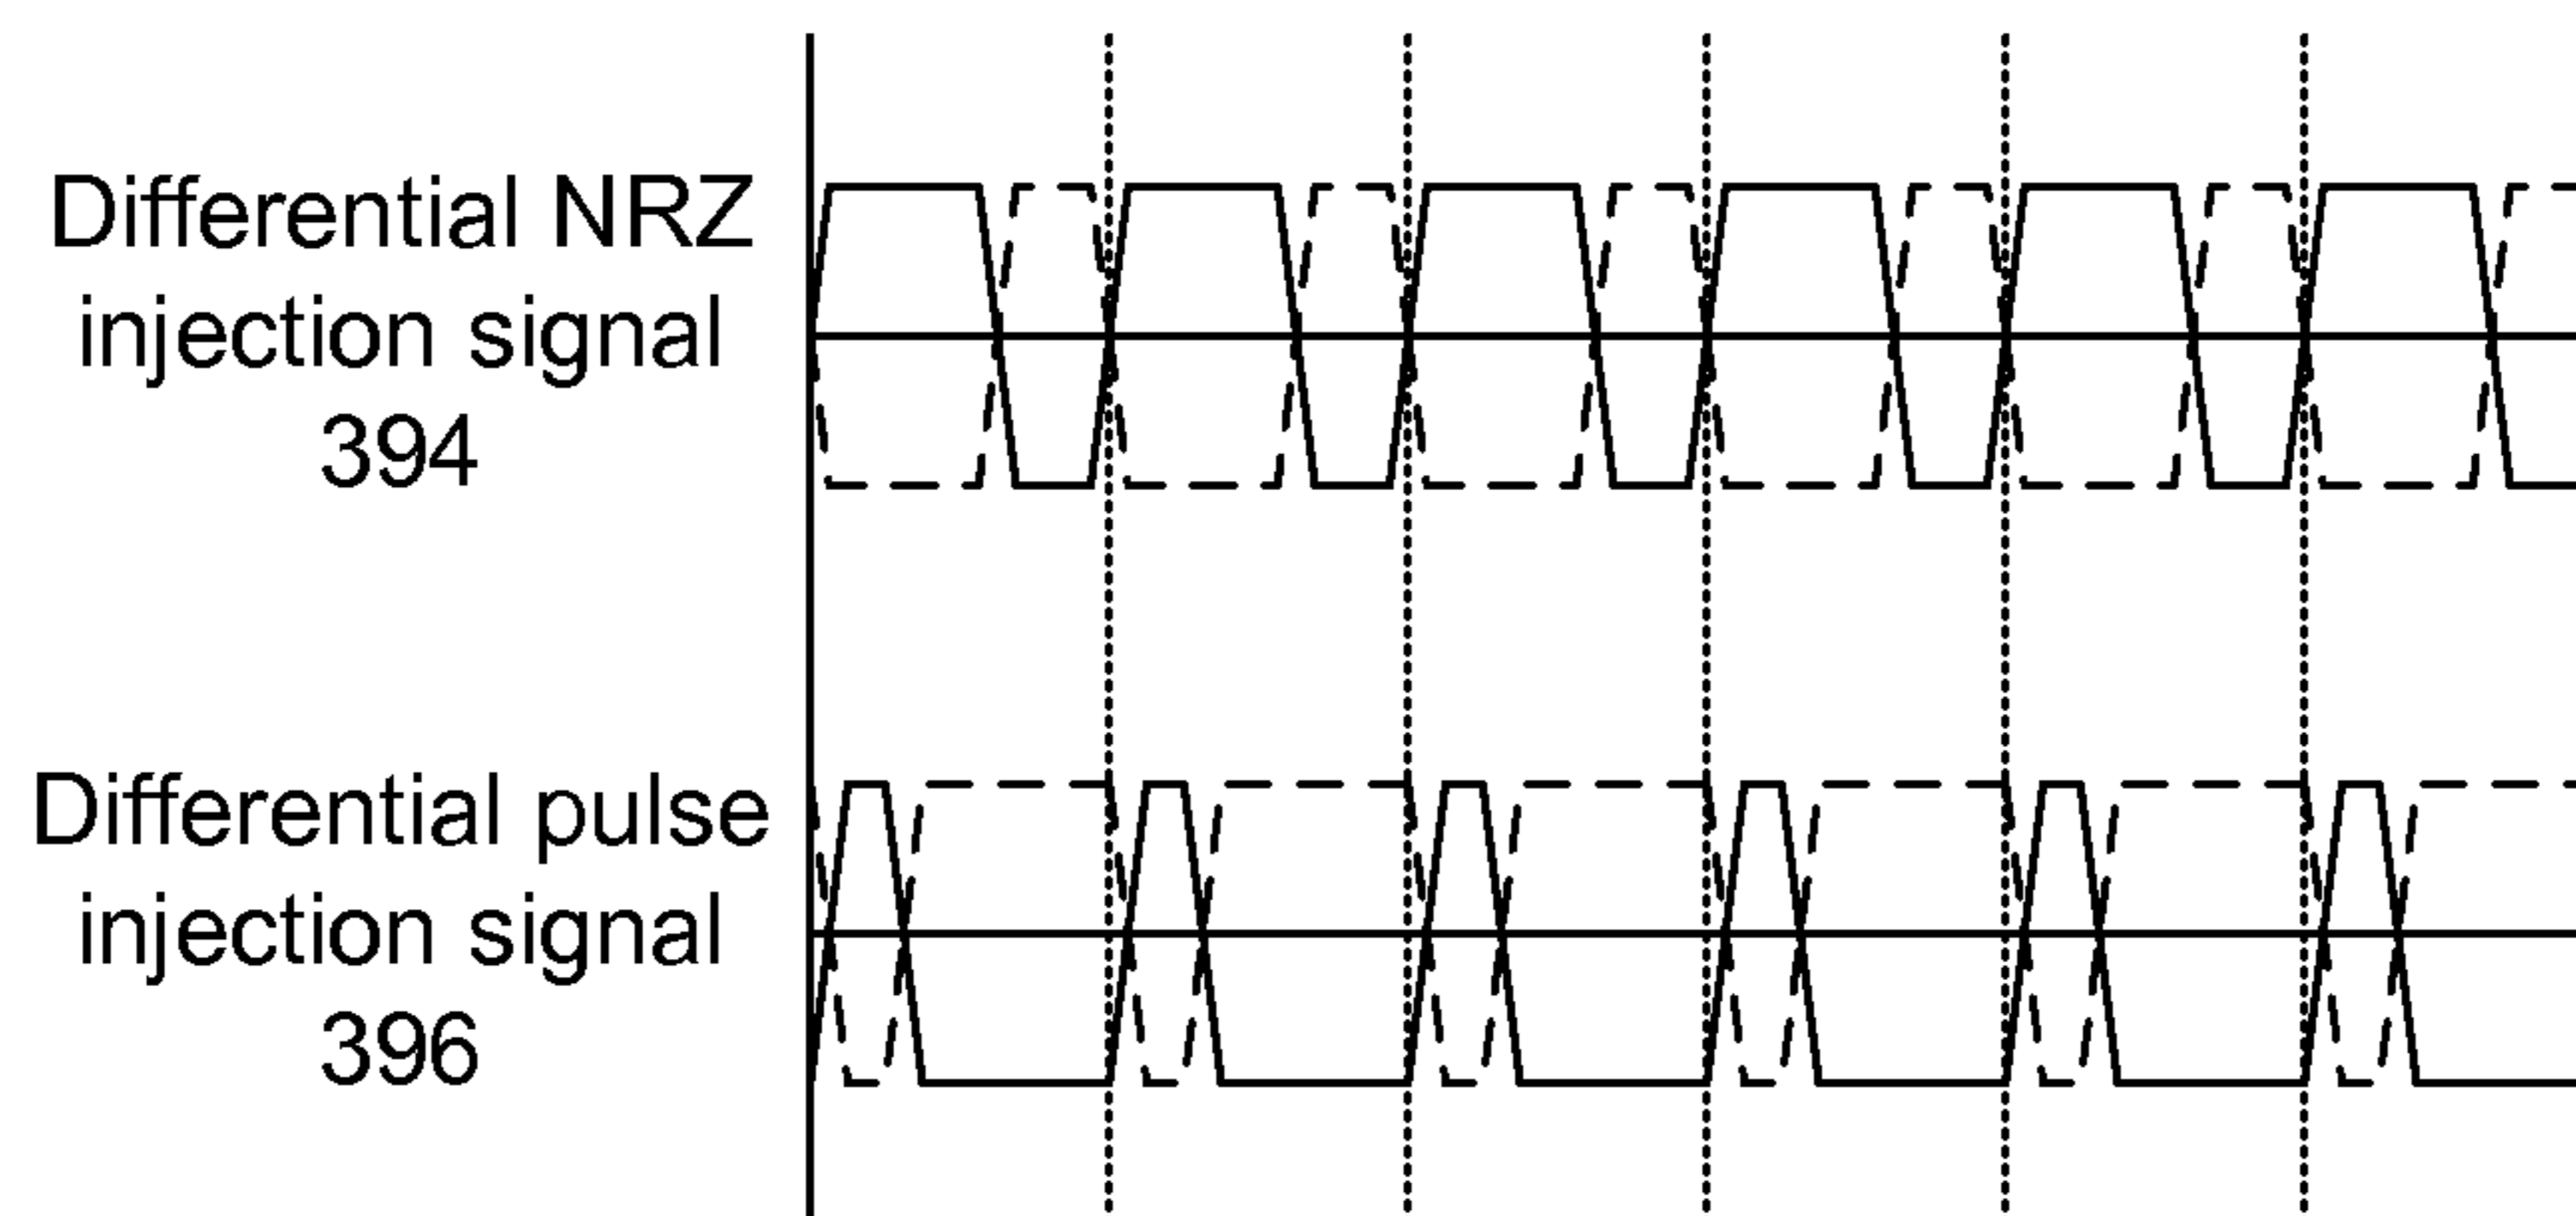 Differential NRZ
injection signal
394
Differential pulse
injection signal
396